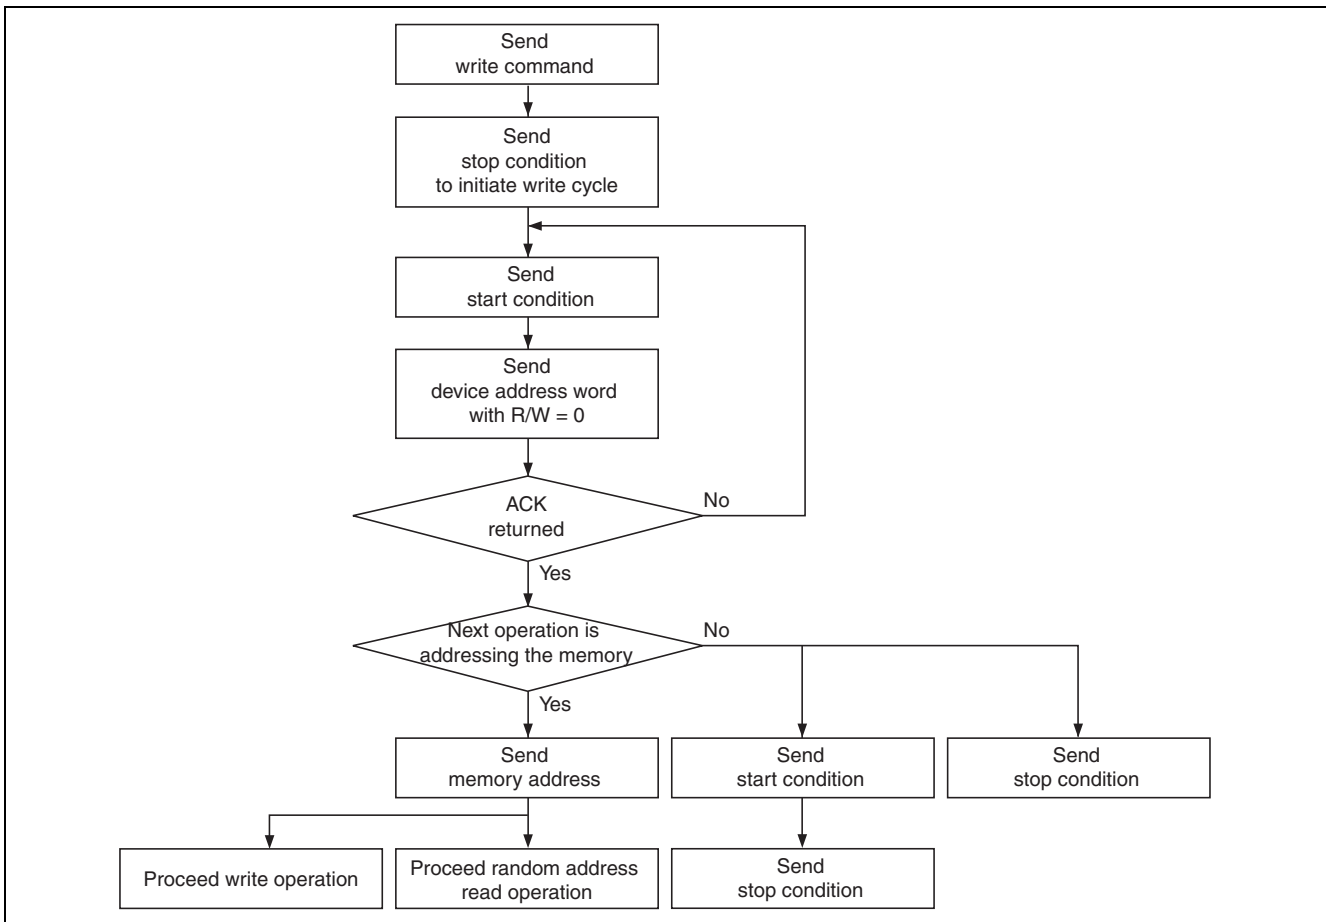 Send
write command
Send
stop condition
to initiate write cycle
Send
start condition
Send
device address word
with R/W = 0
ACK
returned
No
Yes
Next operation is
addressing the memory
No
Yes
Send
memory address
Send
start condition
Send
stop condition
Proceed write operation
Proceed random address
read operation
Send
stop condition